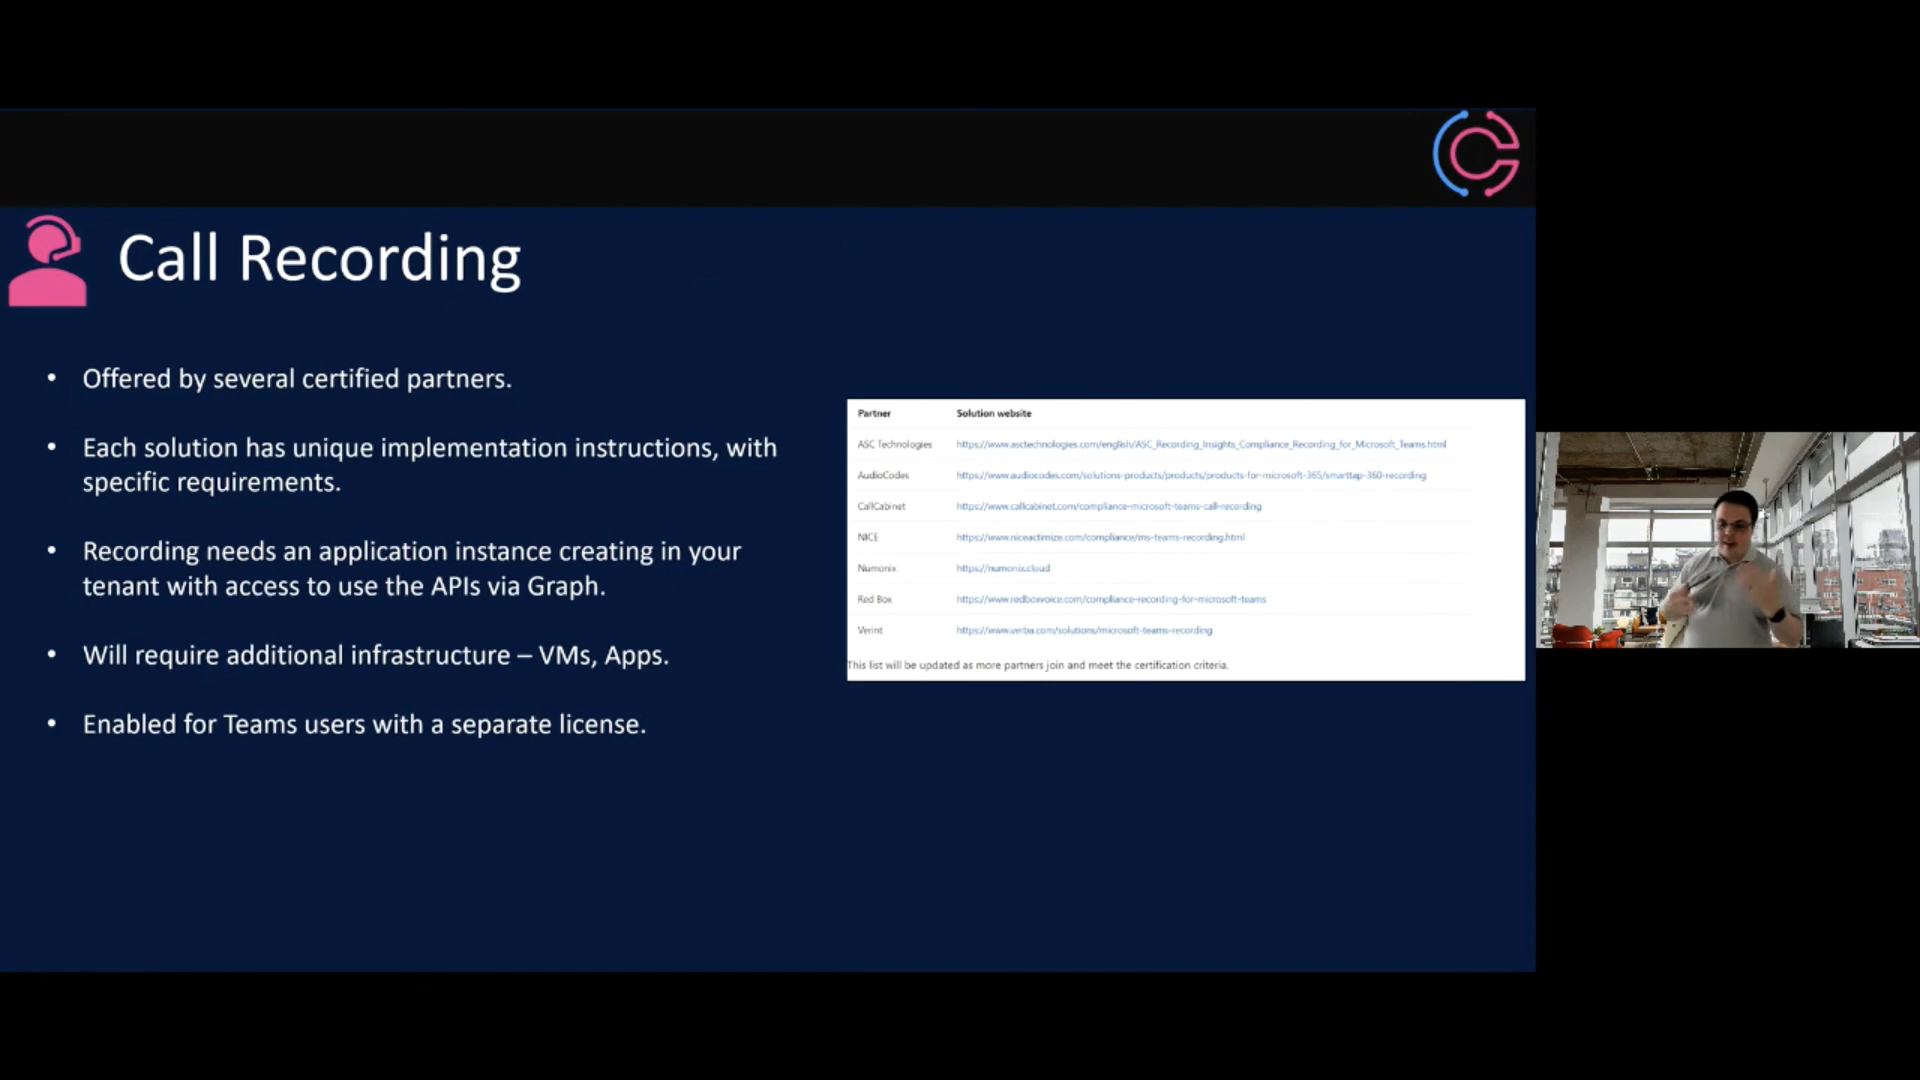 Call Recording
• Offered by several certified partners.
• Each solution has unique implementation instructions, with
specific requirements.
• Recording needs an application instance creating in your
tenant with access to use the APIs via Graph.
• Will require additional infrastructure – VMs, Apps.
• Enabled for Teams users with a separate license.
Partner Solution website
ASC Technologies https://www.asctechnologies.com/english/ASC_Recording_Insights_Compliance_Recording_for_Microsoft_Teams.html
AudioCodes https://www.audiocodes.com/solutions-products/products/products-for-microsoft-365/smarttap-360-recording
CallCabinet https://www.callcabinet.com/compliance-microsoft-teams-call-recording
NICE https://www.niceactimize.com/compliance/ms-teams-recording.html
Numonix https://numonix.cloud
Red Box https://www.redboxvoice.com/compliance-recording-for-microsoft-teams
Verint https://www.verba.com/solutions/microsoft-teams-recording
This list will be updated as more partners join and meet the certification criteria.